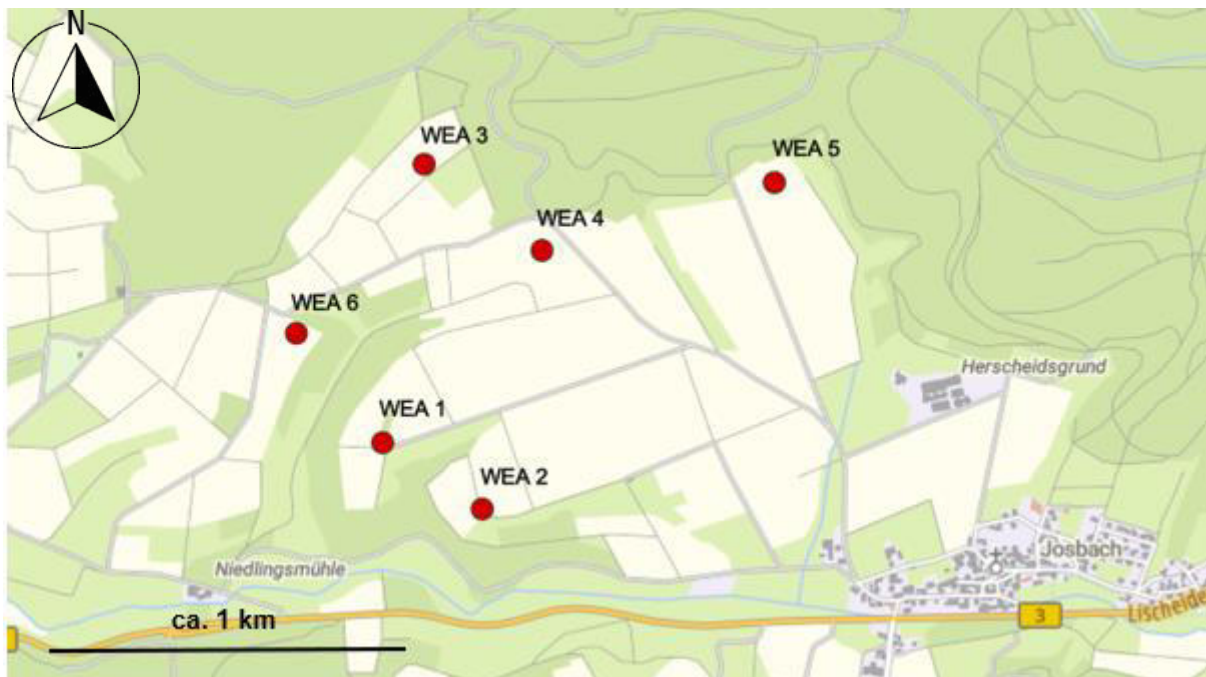 N
WEA 3
WEA 5
WEA 4
WEA 6
Herscheidsgrund
WEA 1
WEA 2
Josbach
Niedlingsmühle
ca. 1 km
3